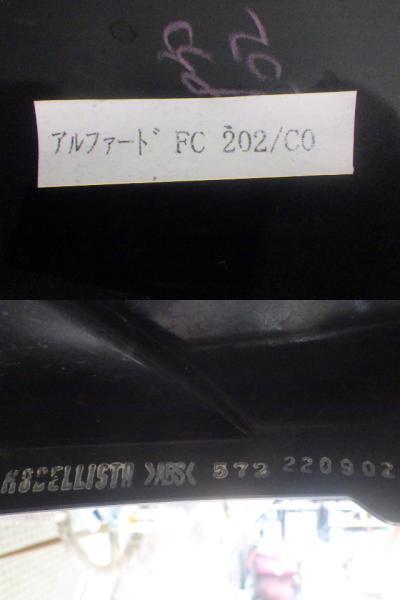 ｱﾙﾌｧｰﾄﾞ FC 202/C0
MODELLISTA >ABS< 572 220902